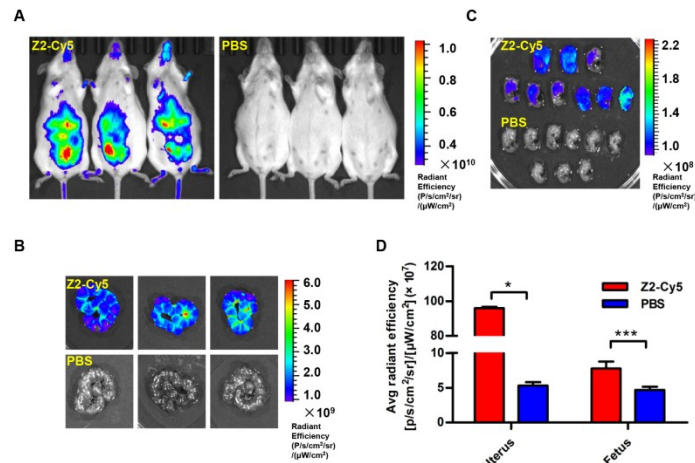 A
Z2-Cy5
PBS
1.0
0.8
0.6
0.4
×10¹⁰
Radiant
Efficiency
(P/s/cm²/sr)
/(μW/cm²)
C
Z2-Cy5
PBS
2.2
1.8
1.4
1.0
×10⁸
Radiant
Efficiency
(P/s/cm²/sr)
/(μW/cm²)
B
Z2-Cy5
PBS
6.0
5.0
4.0
3.0
2.0
1.0
×10⁹
Radiant
Efficiency
(P/s/cm²/sr)
/(μW/cm²)
D
Avg radiant efficiency
[p/s/cm²/sr]/[μW/cm²] (× 10⁷)
120
100
80
10
5
0
*
***
Z2-Cy5
PBS
Uterus
Fetus